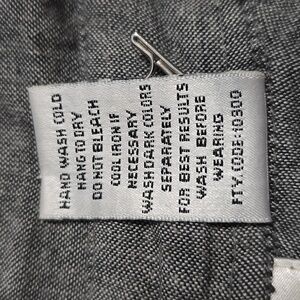 HAND WASH COLD
HANG TO DRY
DO NOT BLEACH
COOL IRON IF
NECESSARY
WASH DARK COLORS
SEPARATELY
FOR BEST RESULTS
WASH BEFORE
WEARING
FTY. CODE: 10300